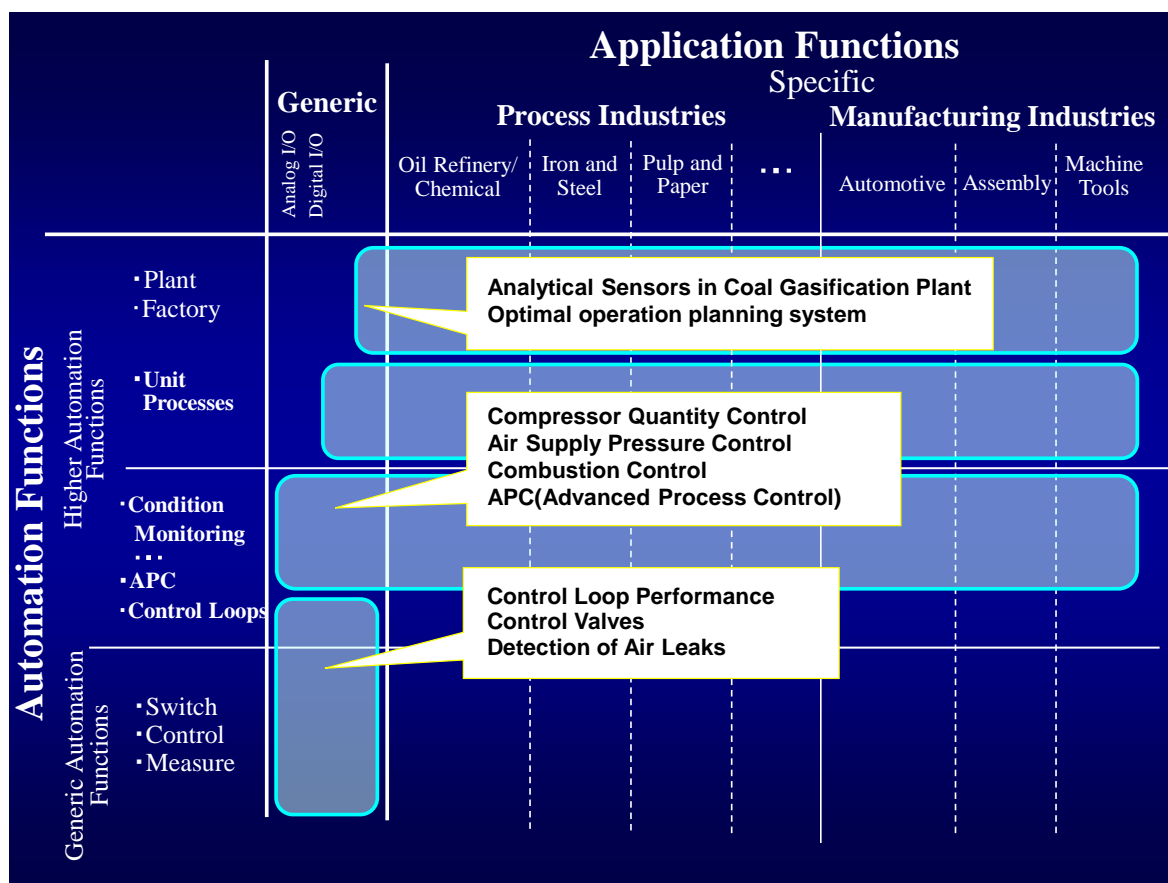 Application Functions
Specific
Generic
Process Industries
Manufacturing Industries
Analog I/O
Digital I/O
Oil Refinery/
Chemical
Iron and
Steel
Pulp and
Paper
…
Automotive
Assembly
Machine
Tools
Automation Functions
Higher Automation
Functions
・Plant
・Factory
・Unit
Processes
・Condition
Monitoring
…
・APC
・Control Loops
Generic Automation
Functions
・Switch
・Control
・Measure
Analytical Sensors in Coal Gasification Plant
Optimal operation planning system
Compressor Quantity Control
Air Supply Pressure Control
Combustion Control
APC(Advanced Process Control)
Control Loop Performance
Control Valves
Detection of Air Leaks